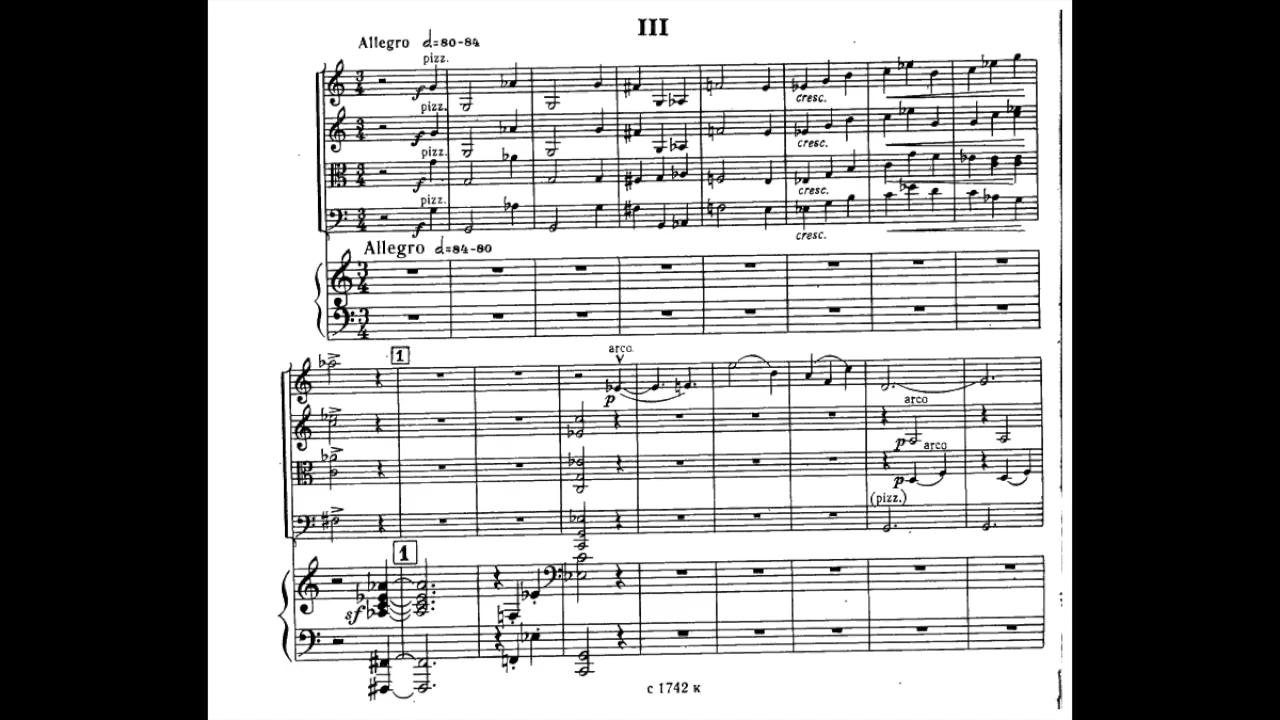 III
Allegro d=80-84
pizz.
f
pizz.
f
pizz.
f
pizz.
f
cresc.
cresc.
cresc.
cresc.
Allegro d=84-80
1
arco
p
arco
p
arco
p
(pizz.)
1
sf
с 1742 к